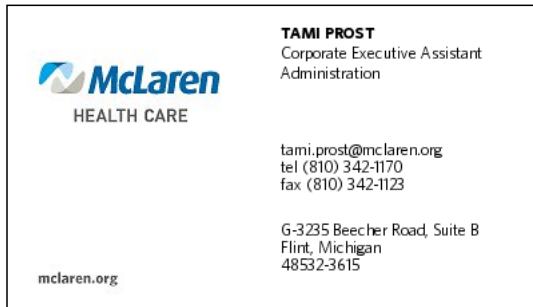 McLaren
HEALTH CARE
mclaren.org
TAMI PROST
Corporate Executive Assistant
Administration
tami.prost@mclaren.org
tel (810) 342-1170
fax (810) 342-1123
G-3235 Beecher Road, Suite B
Flint, Michigan
48532-3615